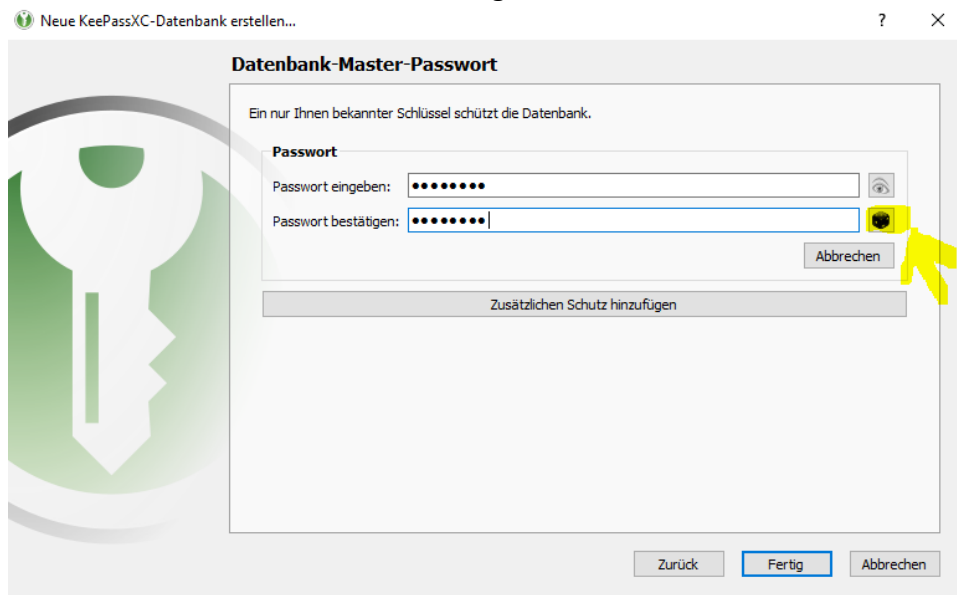 Neue KeePassXC-Datenbank erstellen...
?
Datenbank-Master-Passwort
Ein nur Ihnen bekannter Schlüssel schützt die Datenbank.
Passwort
Passwort eingeben: ●●●●●●●●
Passwort bestätigen: ●●●●●●●●
Abbrechen
Zusätzlichen Schutz hinzufügen
Zurück Fertig Abbrechen